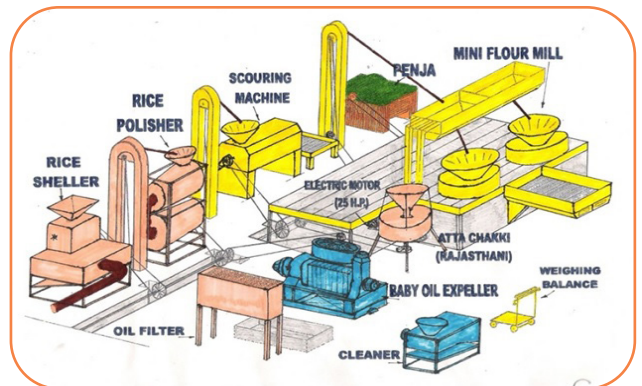 MINI FLOUR MILL
PENJA
SCOURING
MACHINE
RICE
POLISHER
RICE
SHELLER
ELECTRIC MOTOR
(25 H.P.)
ATTA CHAKKI
(RAJASTHANI)
WEIGHING
BALANCE
BABY OIL EXPELLER
OIL FILTER
CLEANER